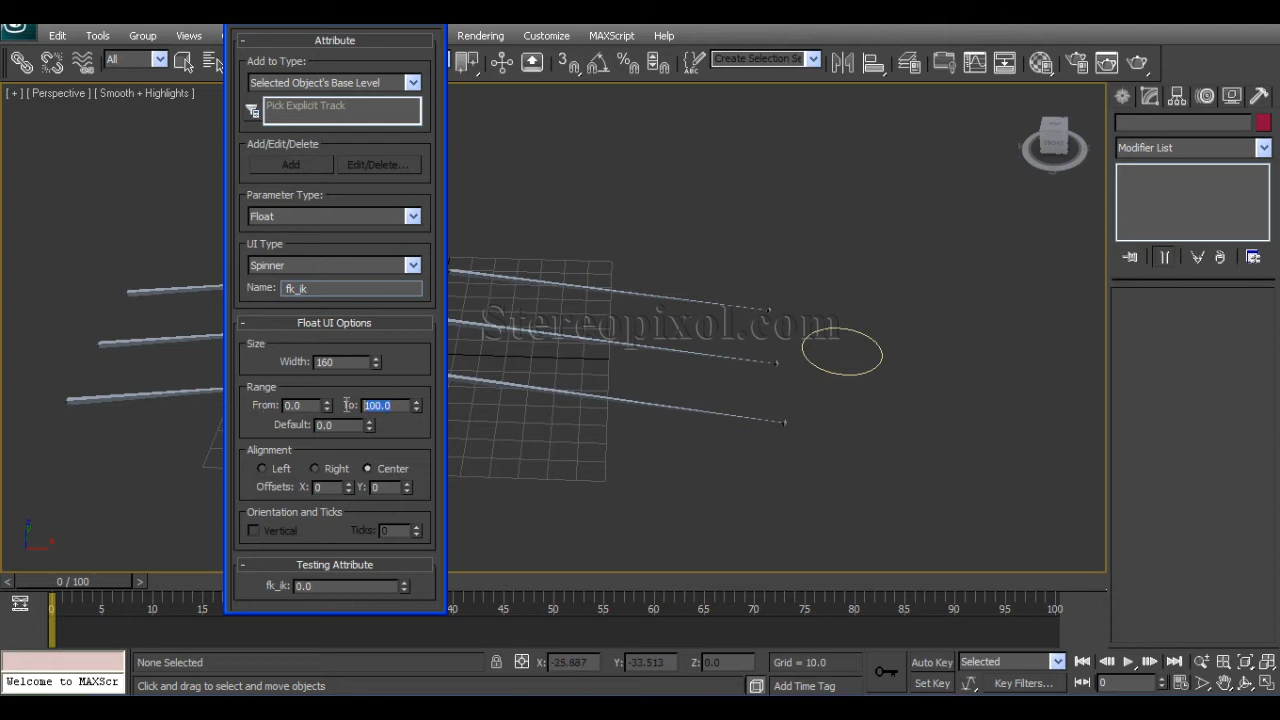 Edit Tools Group Views Rendering Customize MAXScript Help
All
3
%
Create Selection Se
[ + ] [ Perspective ] [ Smooth + Highlights ]
Attribute
Add to Type:
Selected Object's Base Level
Pick Explicit Track
Add/Edit/Delete
Add Edit/Delete...
Parameter Type:
Float
UI Type
Spinner
Name: fk_ik
Float UI Options
Size
Width: 160
Range
From: 0.0 To: 100.0
Default: 0.0
Alignment
Left Right Center
Offsets: X: 0 Y: 0
Orientation and Ticks
Vertical Ticks: 0
Testing Attribute
fk_ik: 0.0
Stereopixol.com
Modifier List
< 0 / 100 >
0 5 10 15 40 45 50 55 60 65 70 75 80 85 90 95 100
None Selected X: -25.887 Y: -33.513 Z: 0.0 Grid = 10.0 Auto Key Selected
Welcome to MAXScr Click and drag to select and move objects Add Time Tag Set Key Key Filters... 0